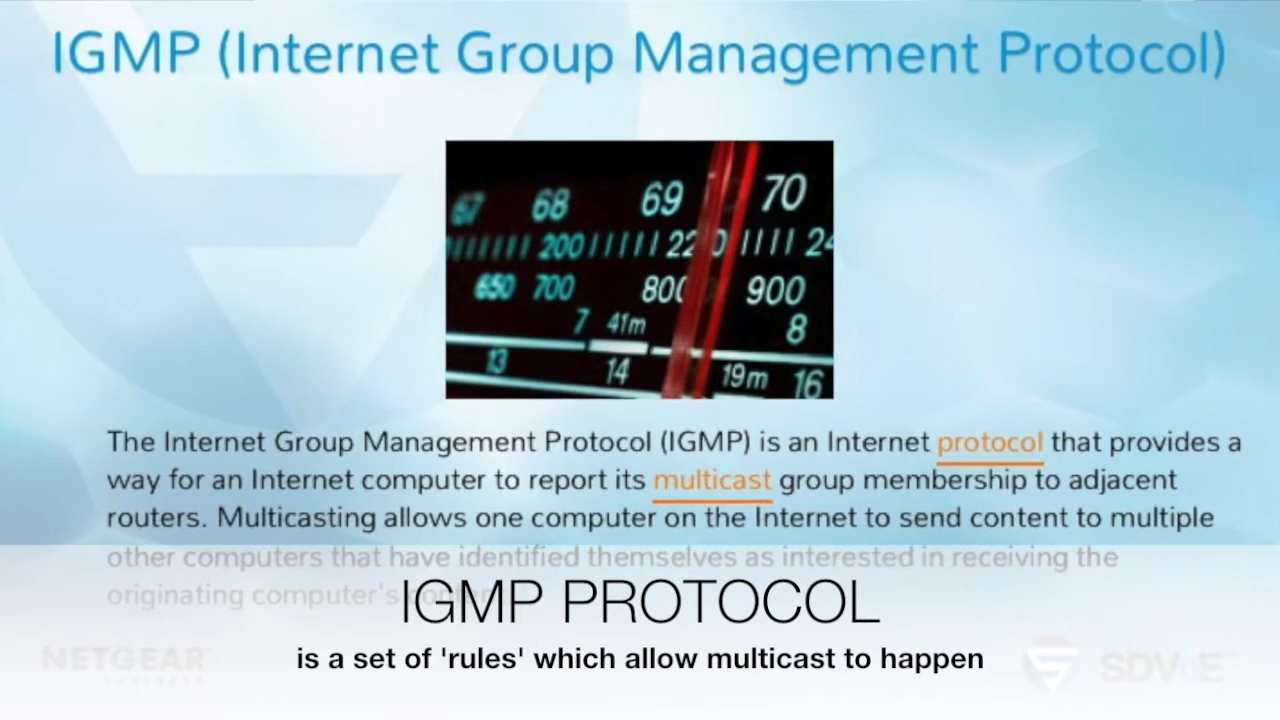 IGMP (Internet Group Management Protocol)
67 68 69 70
200 22 0 24
650 700 800 900
7 41m 8
13 14 19m 16
The Internet Group Management Protocol (IGMP) is an Internet protocol that provides a
way for an Internet computer to report its multicast group membership to adjacent
routers. Multicasting allows one computer on the Internet to send content to multiple
other computers that have identified themselves as interested in receiving the
originating computer's
IGMP PROTOCOL
is a set of 'rules' which allow multicast to happen
NETGEAR
SDVoE